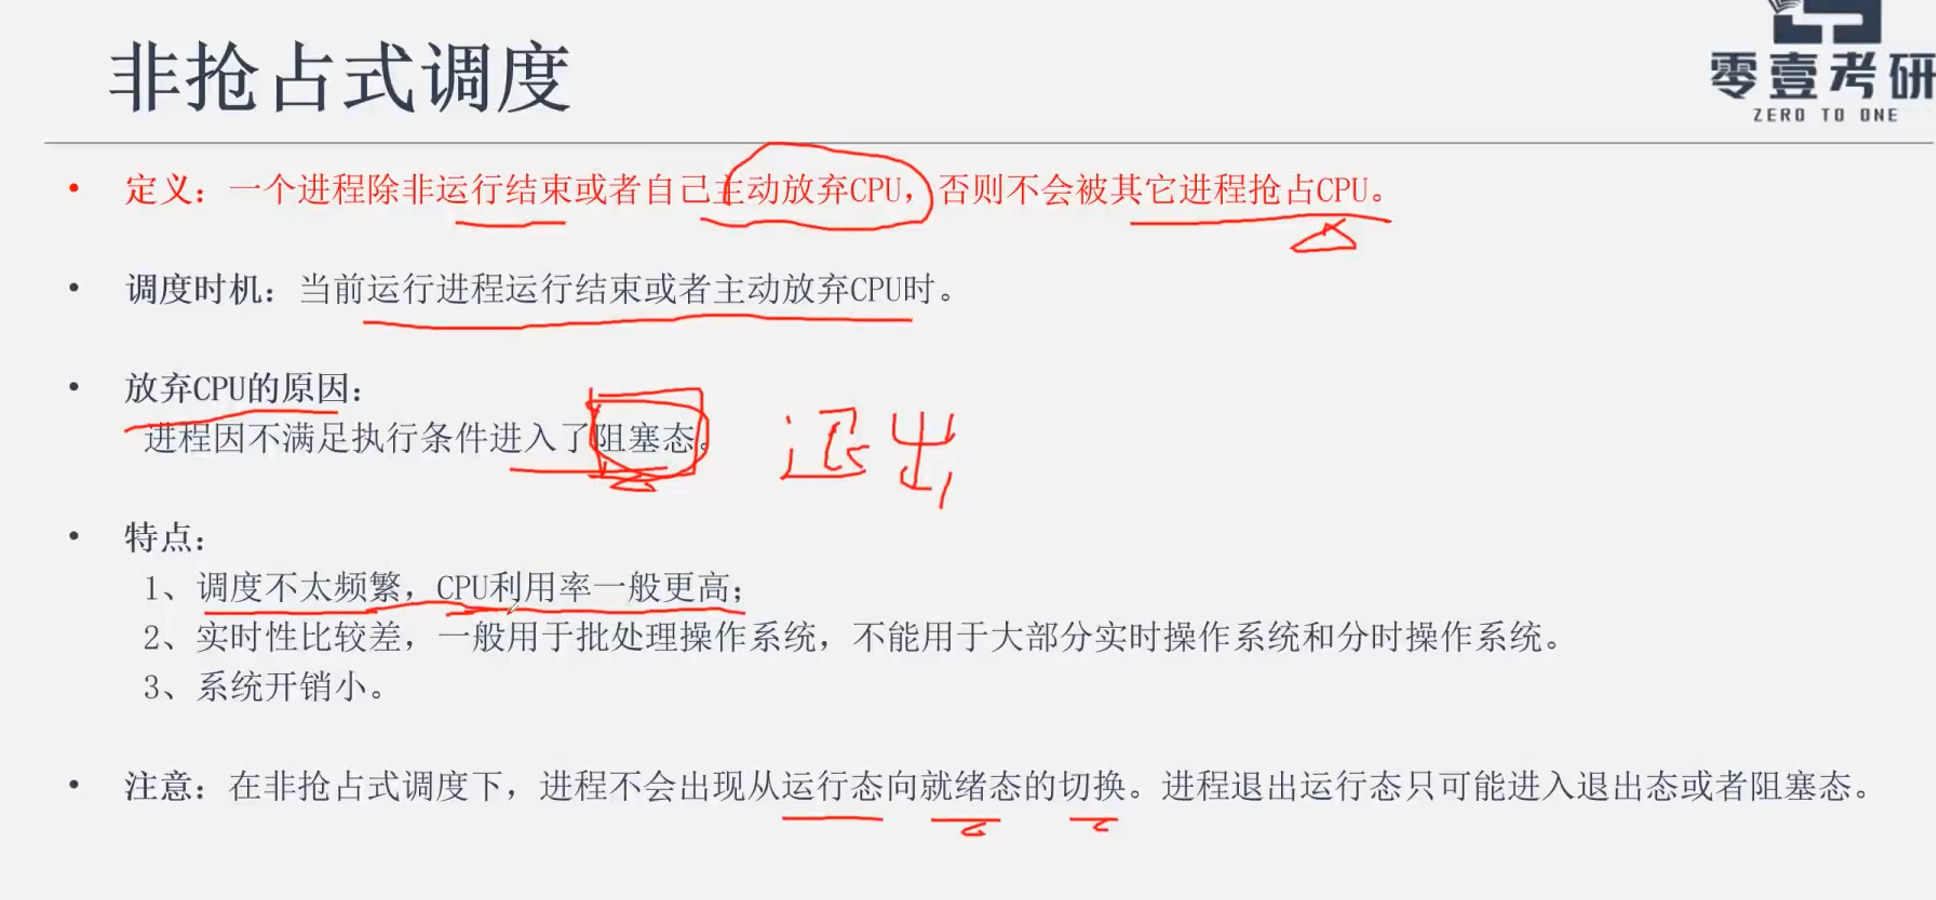 非抢占式调度
零壹考研
ZERO TO ONE
• 定义：一个进程除非运行结束或者自己主动放弃CPU，否则不会被其它进程抢占CPU。
• 调度时机：当前运行进程运行结束或者主动放弃CPU时。
• 放弃CPU的原因：
进程因不满足执行条件进入了阻塞态。
退出
• 特点：
1、调度不太频繁，CPU利用率一般更高；
2、实时性比较差，一般用于批处理操作系统，不能用于大部分实时操作系统和分时操作系统。
3、系统开销小。
• 注意：在非抢占式调度下，进程不会出现从运行态向就绪态的切换。进程退出运行态只可能进入退出态或者阻塞态。